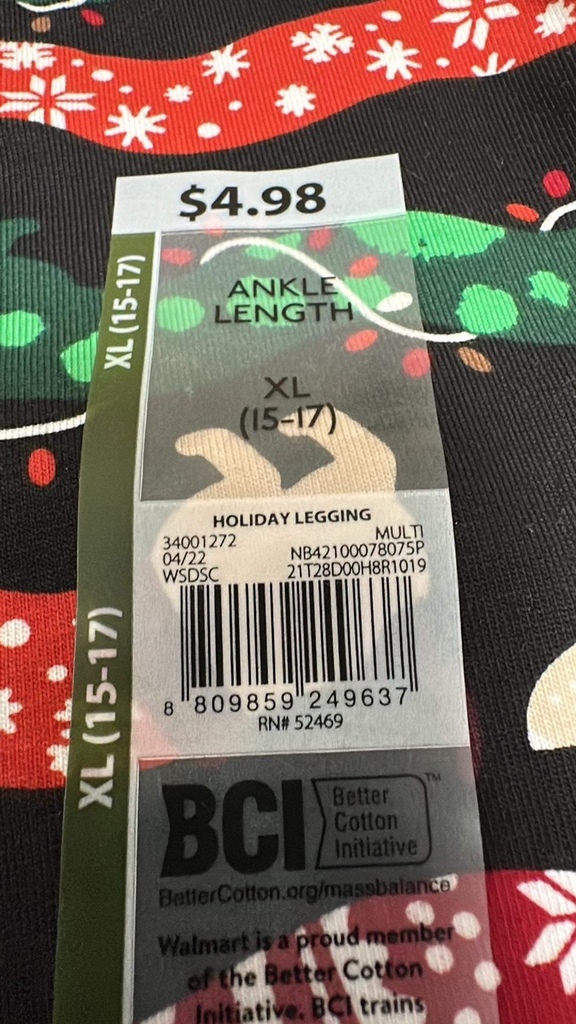 $4.98
XL (15-17)
ANKLE
LENGTH
XL
(15-17)
HOLIDAY LEGGING
34001272 MULTI
04/22 NB42100078075P
WSDSC 21T28D00H8R1019
8 809859 249637
RN# 52469
XL (15-17)
BCI Better Cotton Initiative™
BetterCotton.org/massbalance
Walmart is a proud member
of the Better Cotton
Initiative. BCI trains